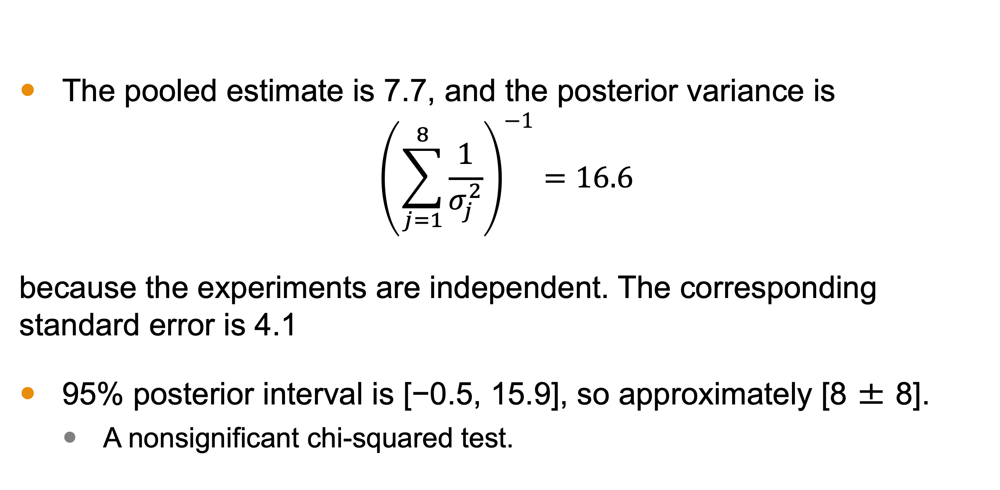 • The pooled estimate is 7.7, and the posterior variance is
$$\left(\sum_{j=1}^{8} \frac{1}{\sigma_j^2}\right)^{-1} = 16.6$$
because the experiments are independent. The corresponding
standard error is 4.1
• 95% posterior interval is [−0.5, 15.9], so approximately [8 ± 8].
• A nonsignificant chi-squared test.